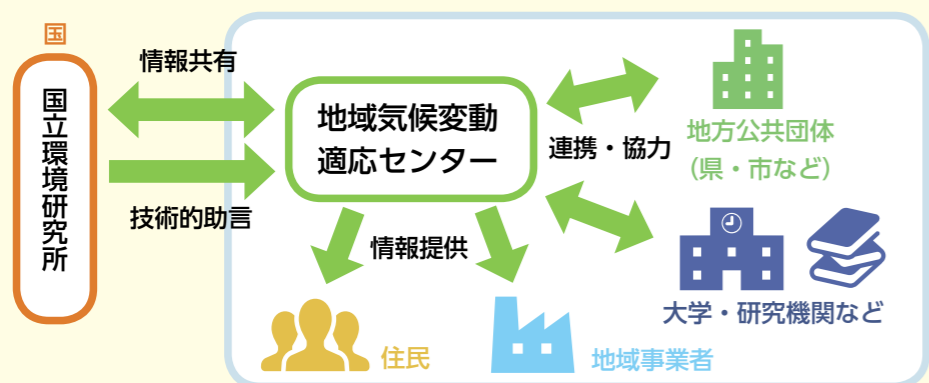 国
国立環境研究所
情報共有
技術的助言
地域気候変動
適応センター
連携・協力
地方公共団体
（県・市など）
大学・研究機関など
情報提供
住民
地域事業者